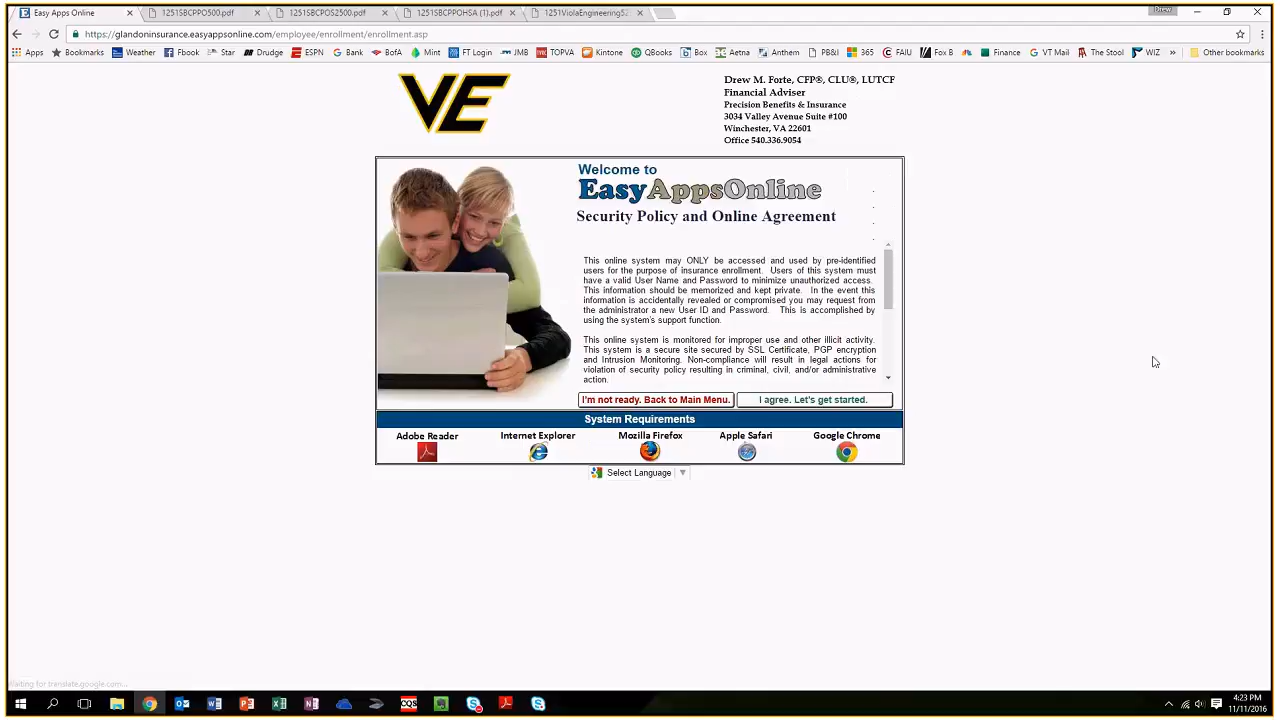 Easy Apps Online
1251SBCPPO500.pdf
1251SBCPOS2500.pdf
1251SBCPPOHSA (1).pdf
1251ViolaEngineering5...
Drew
https://glandoninsurance.easyappsonline.com/employee/enrollment/enrollment.asp
Apps Bookmarks Weather Fbook Star Drudge ESPN Bank BofA Mint FT Login JMB TOPVA Kintone QBooks Box Aetna Anthem PB&I 365 FAIU Fox B Finance VT Mail The Stool WIZ » Other bookmarks
VE
Drew M. Forte, CFP®, CLU®, LUTCF
Financial Adviser
Precision Benefits & Insurance
3034 Valley Avenue Suite #100
Winchester, VA 22601
Office 540.336.9054
Welcome to
EasyAppsOnline
Security Policy and Online Agreement
This online system may ONLY be accessed and used by pre-identified
users for the purpose of insurance enrollment. Users of this system must
have a valid User Name and Password to minimize unauthorized access.
This information should be memorized and kept private. In the event this
information is accidentally revealed or compromised you may request from
the administrator a new User ID and Password. This is accomplished by
using the system's support function.
This online system is monitored for improper use and other illicit activity.
This system is a secure site secured by SSL Certificate, PGP encryption
and Intrusion Monitoring. Non-compliance will result in legal actions for
violation of security policy resulting in criminal, civil, and/or administrative
action.
I'm not ready. Back to Main Menu.
I agree. Let's get started.
System Requirements
Adobe Reader Internet Explorer Mozilla Firefox Apple Safari Google Chrome
Select Language
Waiting for translate.google.com...
CQS
4:23 PM
11/11/2016